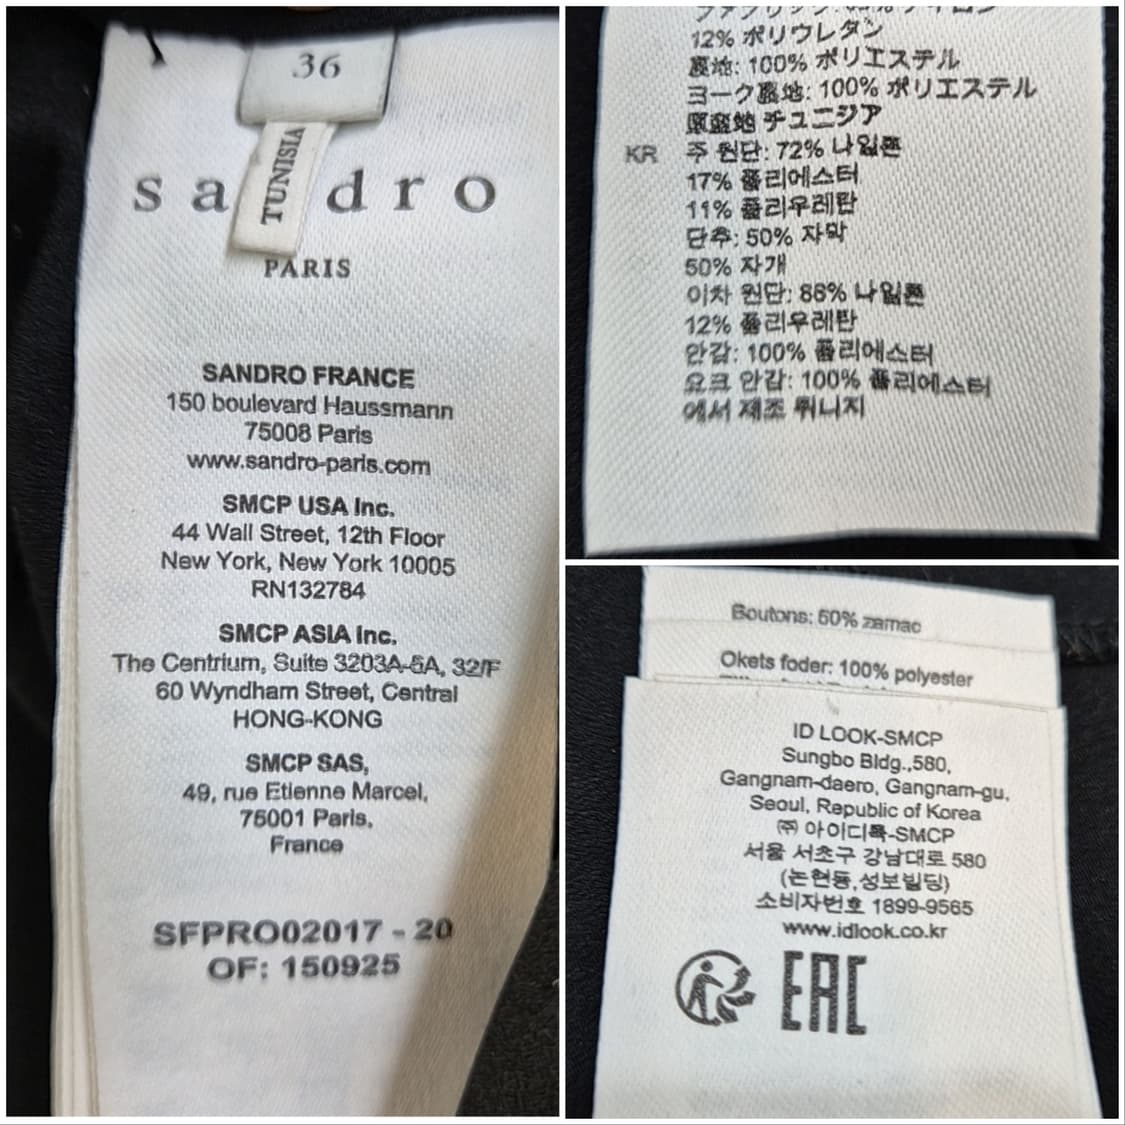 36
TUNISIA
sa dro
PARIS
SANDRO FRANCE
150 boulevard Haussmann
75008 Paris
www.sandro-paris.com
SMCP USA Inc.
44 Wall Street, 12th Floor
New York, New York 10005
RN132784
SMCP ASIA Inc.
The Centrium, Suite 3203A-5A, 32/F
60 Wyndham Street, Central
HONG-KONG
SMCP SAS,
49, rue Etienne Marcel,
75001 Paris,
France
SFPRO02017 - 20
OF: 150925
12% ポリウレタン
裏地: 100% ポリエステル
ヨーク裏地: 100% ポリエステル
原産地 チュニジア
KR 주 원단: 72% 나일론
17% 폴리에스터
11% 폴리우레탄
단추: 50% 자막
50% 자개
이차 원단: 88% 나일론
12% 폴리우레탄
안감: 100% 폴리에스터
요크 안감: 100% 폴리에스터
에서 제조 튀니지
Boutons: 50% zamac
Okets foder: 100% polyester
ID LOOK-SMCP
Sungbo Bldg.,580,
Gangnam-daero, Gangnam-gu,
Seoul, Republic of Korea
㈜ 아이디룩-SMCP
서울 서초구 강남대로 580
(논현동,성보빌딩)
소비자번호 1899-9565
www.idlook.co.kr
EAC